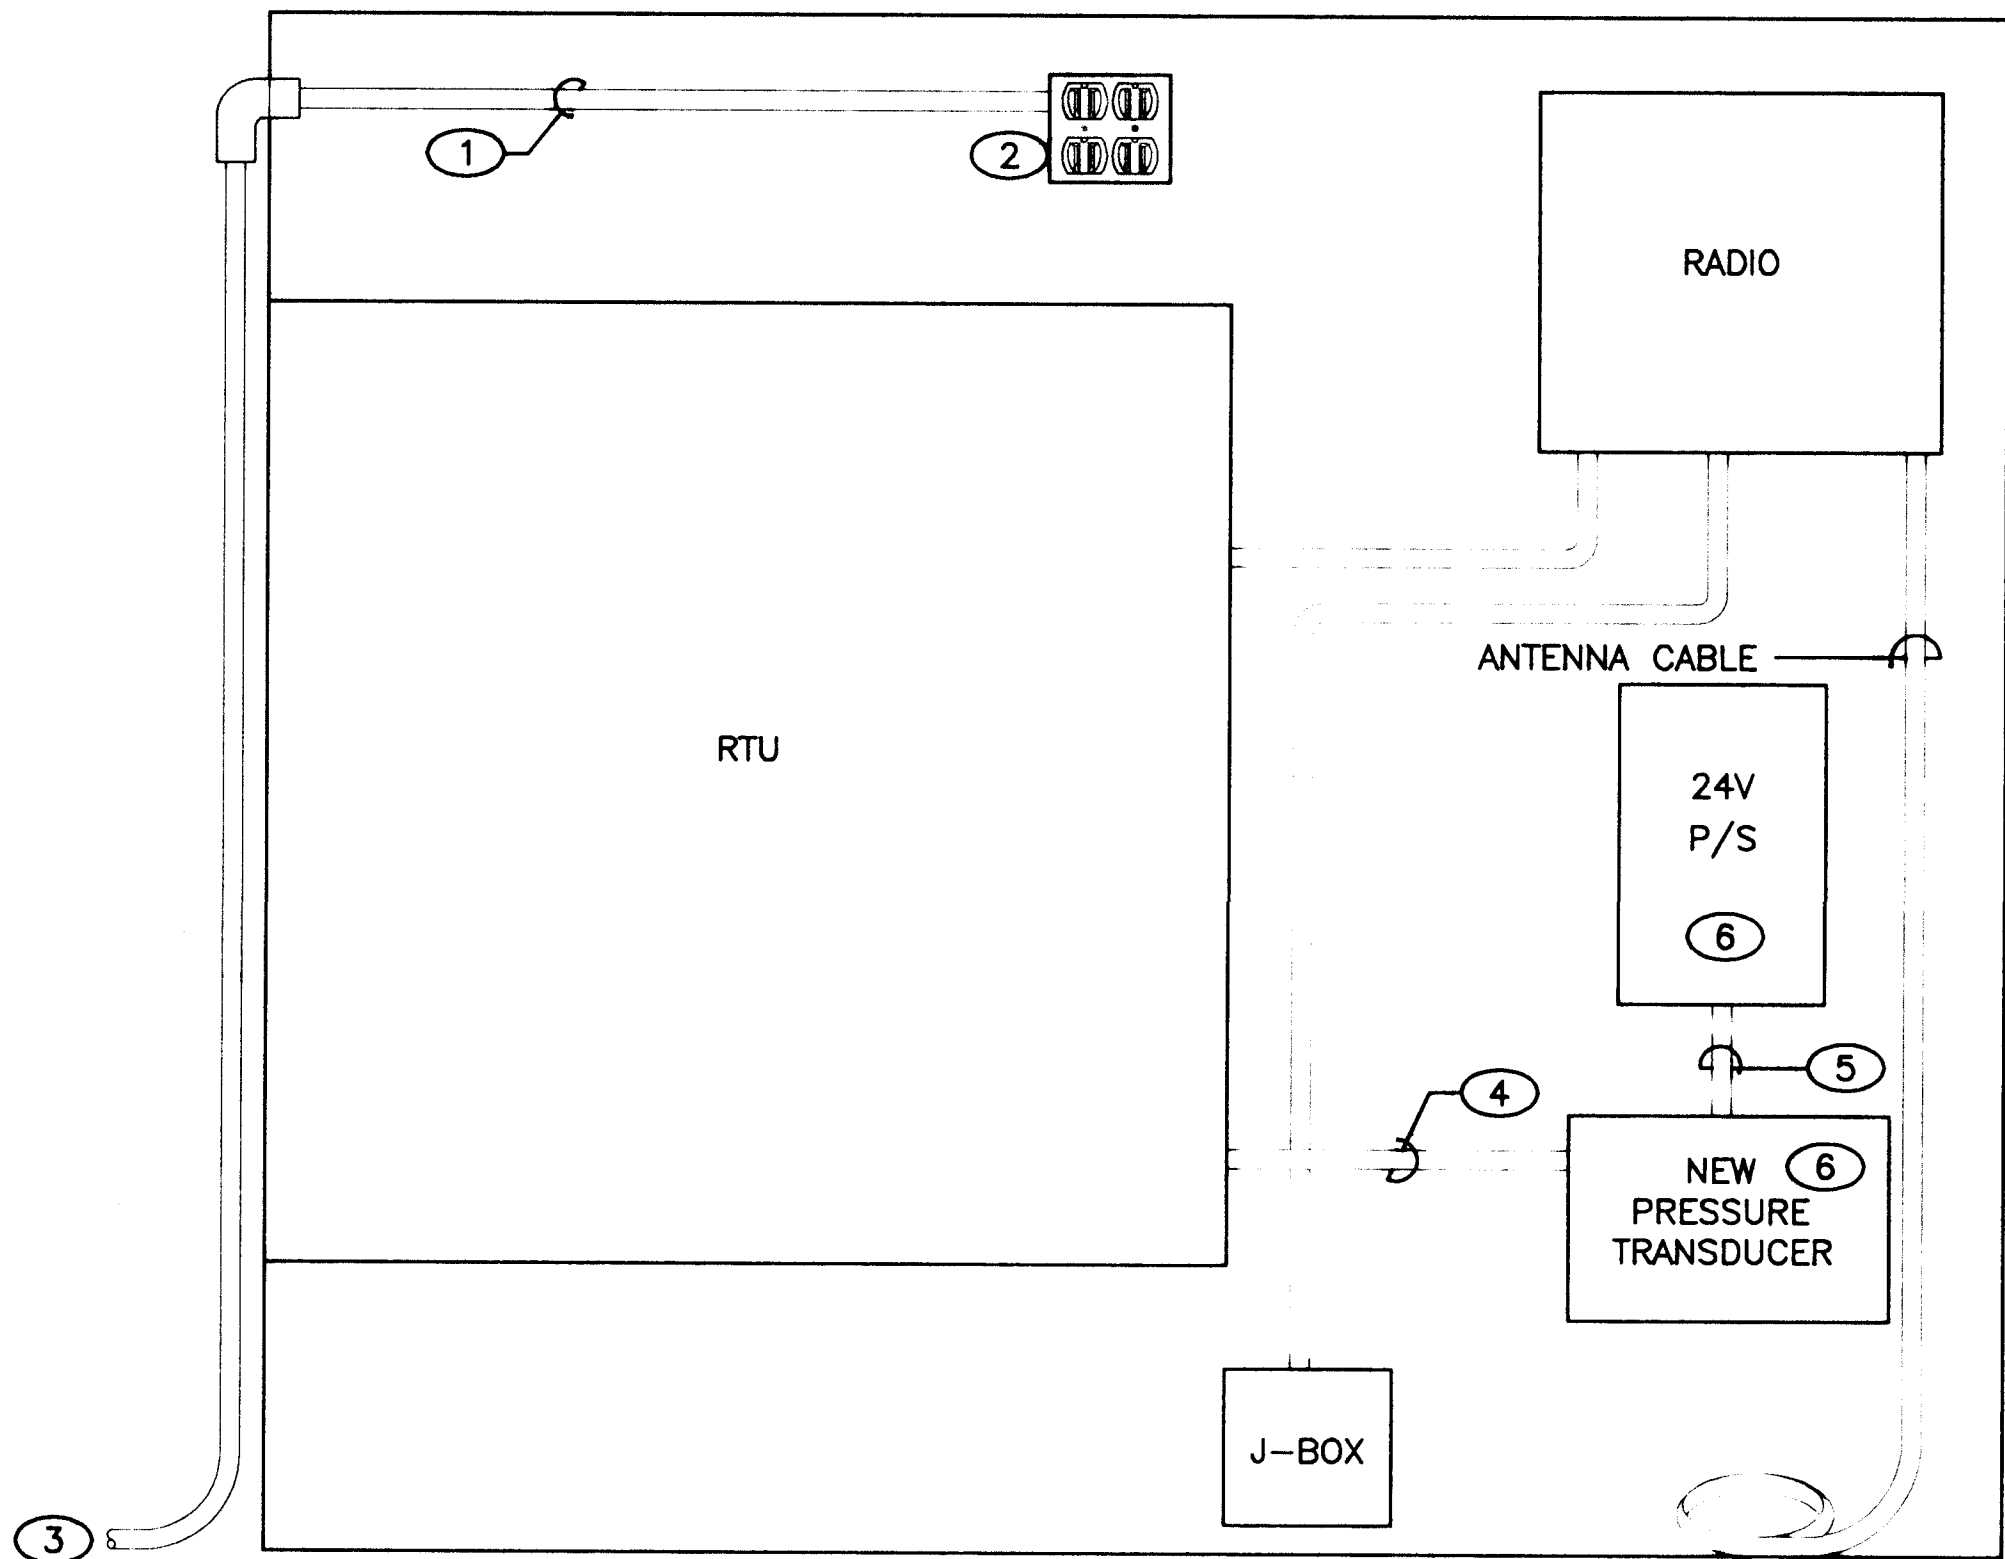 1
2
RADIO
ANTENNA CABLE
RTU
24V
P/S
6
5
4
NEW 6
PRESSURE
TRANSDUCER
J-BOX
3